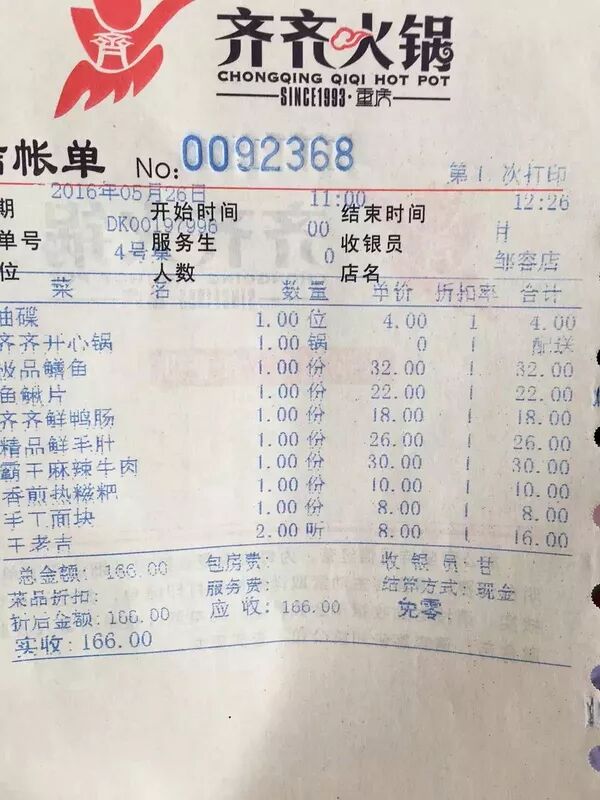 齊
齐齐火锅
CHONGQING QIQI HOT POT
SINCE1993·重庆
帐单 No: 0092368 第1次打印
期 2016年05月26日 开始时间 11:00 结束时间 12:26
单号 DK00197996 服务生 00 收银员 甘
位 4号桌 人数 0 店名 邹容店
菜 名 数量 单价 折扣率 合计
油碟 1.00 位 4.00 1 4.00
齐齐开心锅 1.00 锅 0 1 配送
极品鳝鱼 1.00 份 32.00 1 32.00
鱼鳅片 1.00 份 22.00 1 22.00
齐齐鲜鸭肠 1.00 份 18.00 1 18.00
精品鲜毛肚 1.00 份 26.00 1 26.00
霸王麻辣牛肉 1.00 份 30.00 1 30.00
香煎热糍粑 1.00 份 10.00 1 10.00
手工面块 1.00 份 8.00 1 8.00
王老吉 2.00 听 8.00 1 16.00
总金额: 166.00 包房费: 收银员:甘
菜品折扣: 服务费: 结算方式:现金
折后金额:166.00 应收:166.00 免零
实收:166.00